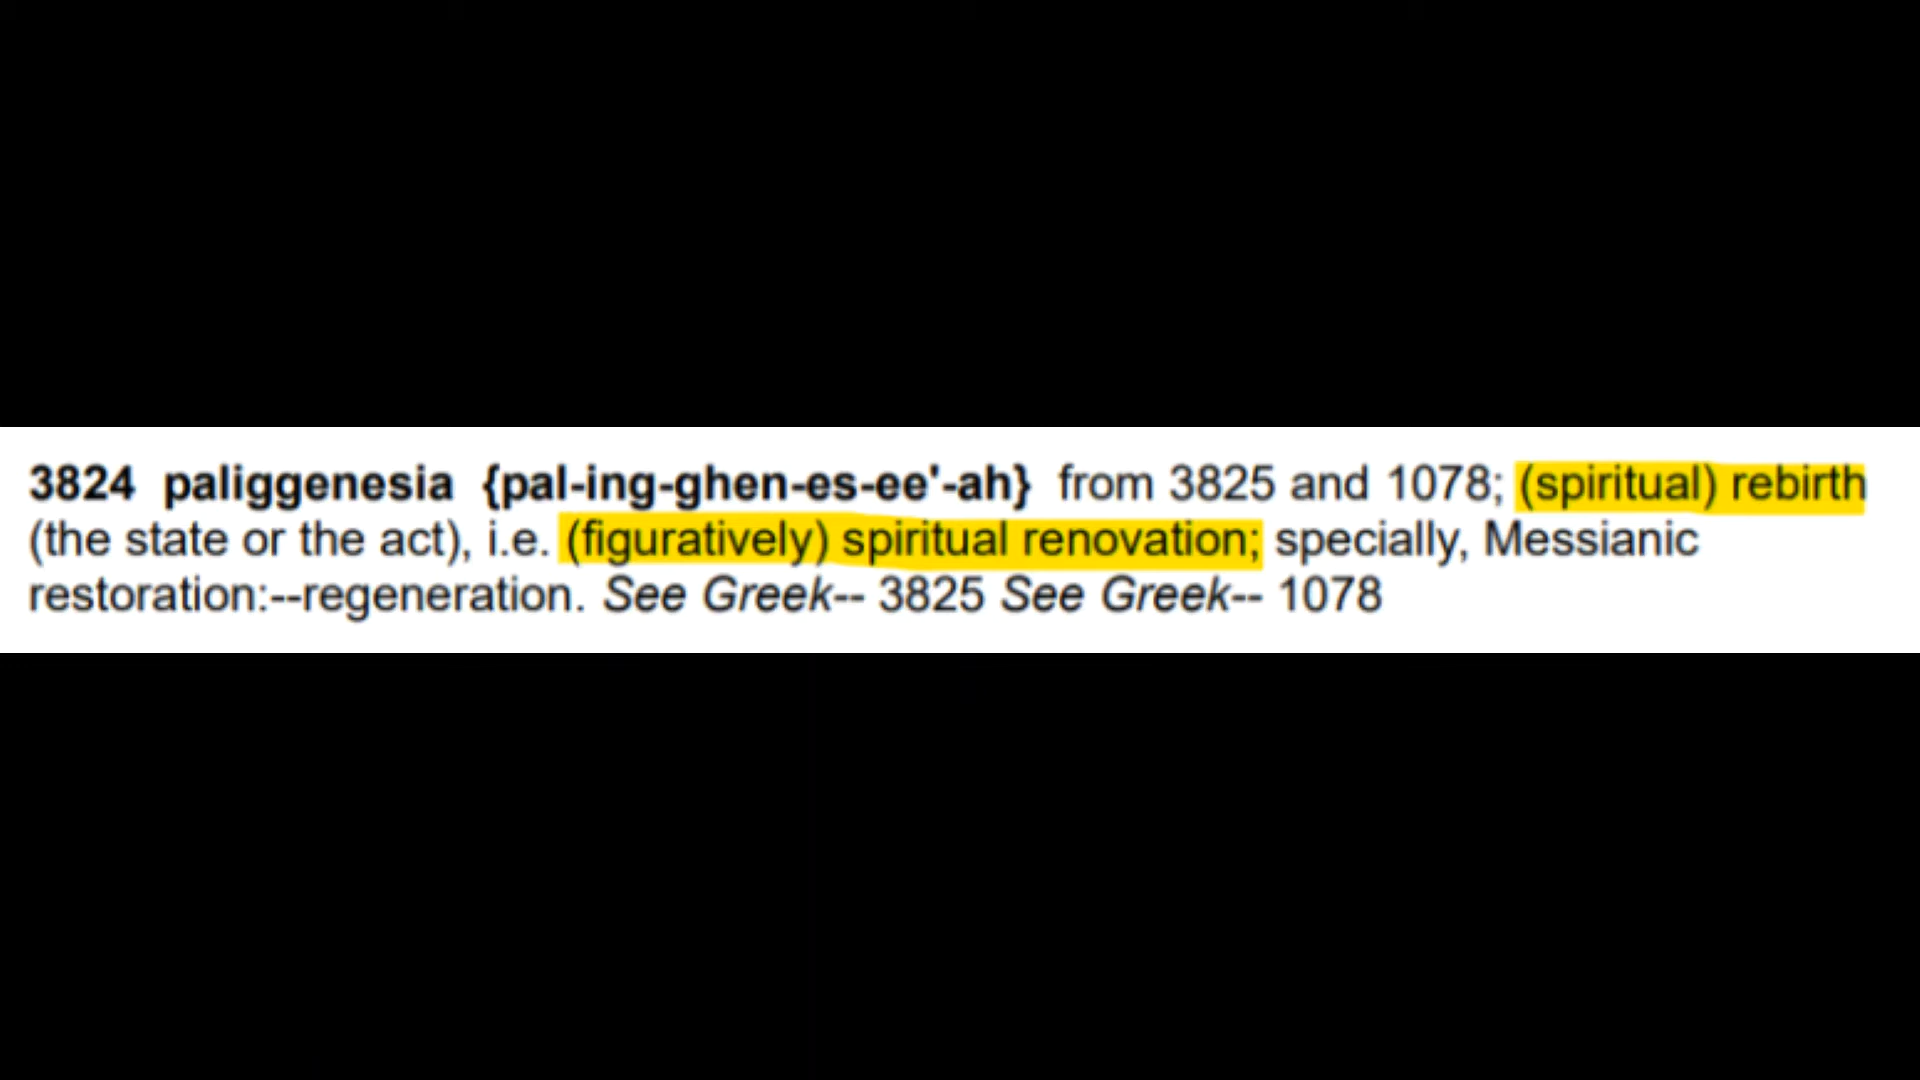 3824 paliggenesia {pal-ing-ghen-es-ee'-ah} from 3825 and 1078; (spiritual) rebirth
(the state or the act), i.e. (figuratively) spiritual renovation; specially, Messianic
restoration:--regeneration. See Greek-- 3825 See Greek-- 1078